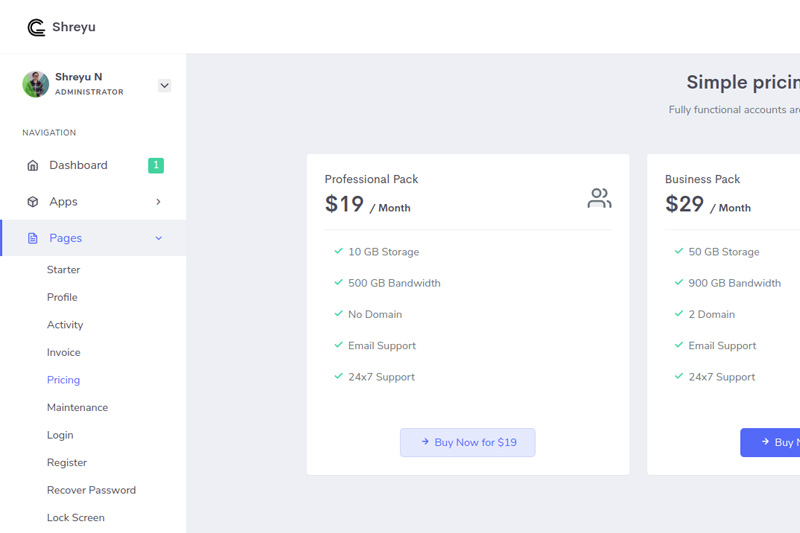 Shreyu
Shreyu N
ADMINISTRATOR
NAVIGATION
Dashboard 1
Apps
Pages
Starter
Profile
Activity
Invoice
Pricing
Maintenance
Login
Register
Recover Password
Lock Screen
Simple
Fully functional accounts
Professional Pack
$19 / Month
10 GB Storage
500 GB Bandwidth
No Domain
Email Support
24x7 Support
Buy Now for $19
Business Pack
$29 / Month
50 GB Storage
900 GB Bandwidth
2 Domain
Email Support
24x7 Support
Buy